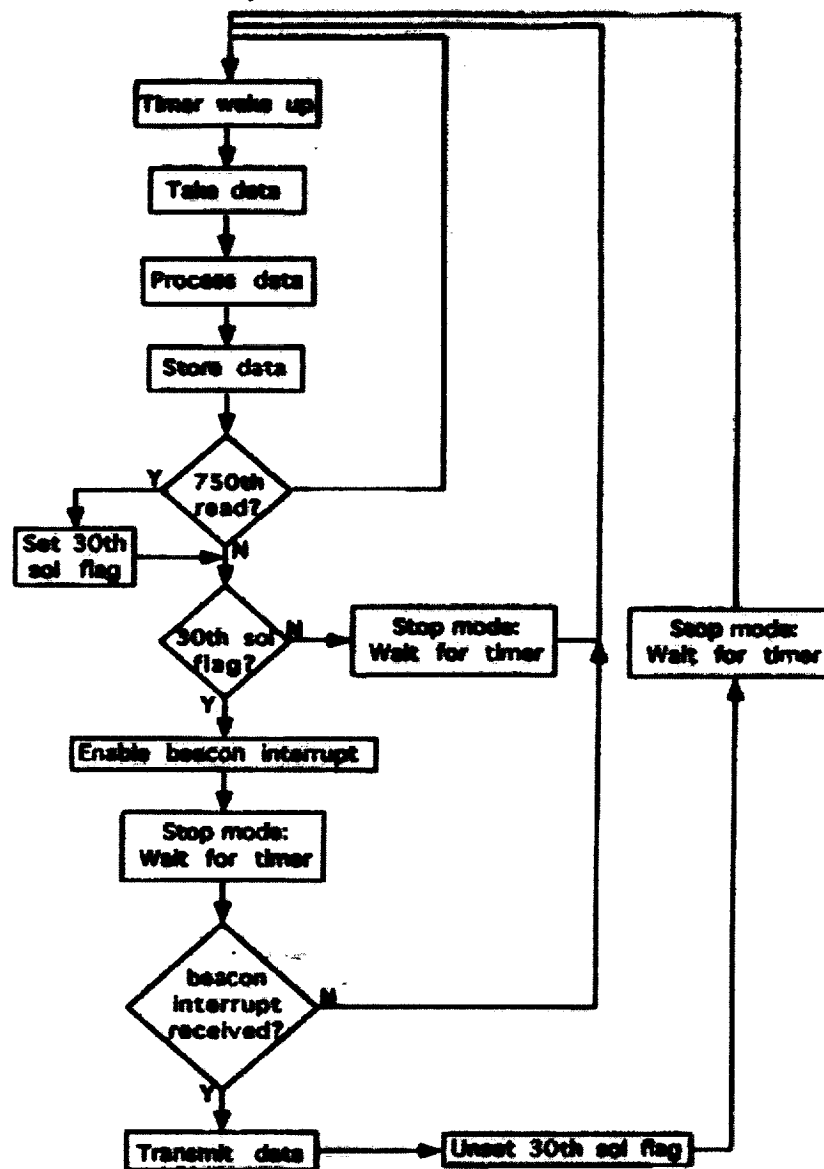 Timer wake up
Take data
Process data
Store data
Y
750th
read?
Set 30th
sol flag
N
30th sol
flag?
N
Stop mode:
Wait for timer
Stop mode:
Wait for timer
Y
Enable beacon interrupt
Stop mode:
Wait for timer
beacon
interrupt
received?
N
Y
Transmit data
Unset 30th sol flag